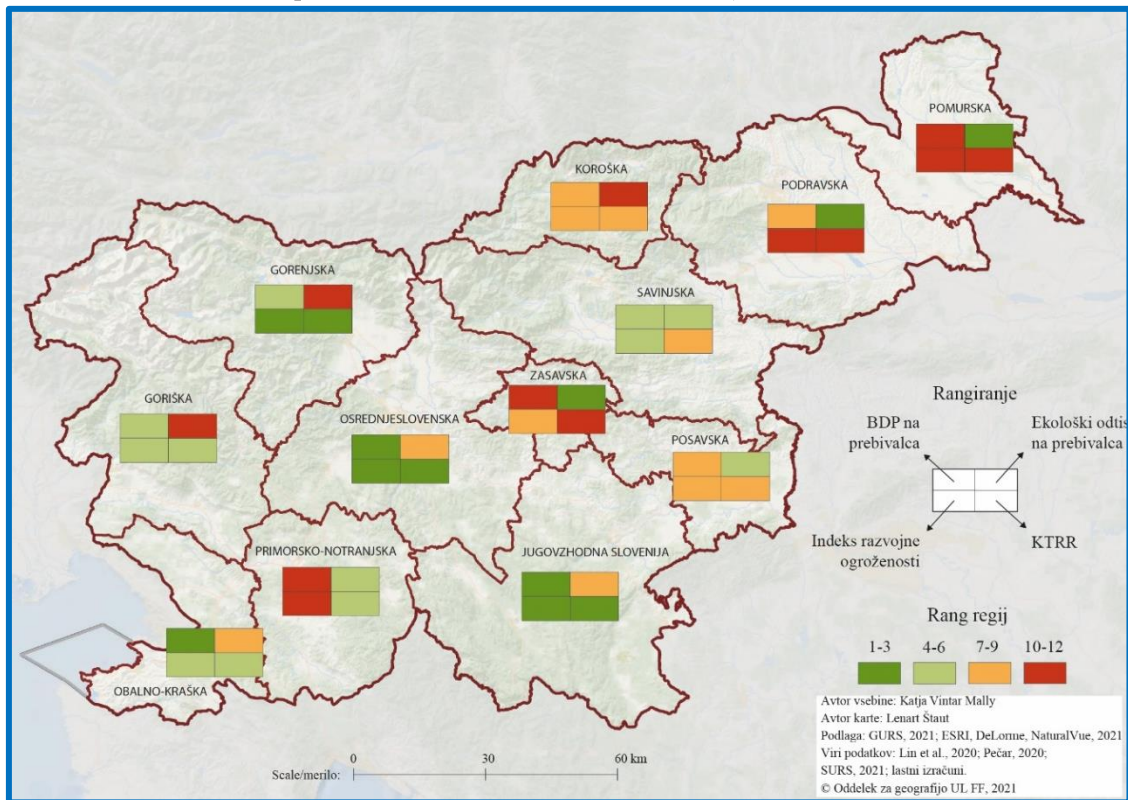 POMURSKA
KOROŠKA
PODRAVSKA
GORENJSKA
SAVINJSKA
ZASAVSKA
GORIŠKA
OSREDNJESLOVENSKA
POSAVSKA
PRIMORSKO-NOTRANJSKA
JUGOVZHODNA SLOVENIJA
OBALNO-KRAŠKA
Rangiranje
BDP na
prebivalca
Ekološki odtis
na prebivalca
Indeks razvojne
ogroženosti
KTRR
Rang regij
1-3 4-6 7-9 10-12
Scale/merilo: 0 30 60 km
Avtor vsebine: Katja Vintar Mally
Avtor karte: Lenart Štaut
Podlaga: GURS, 2021; ESRI, DeLorme, NaturalVue, 2021
Viri podatkov: Lin et al., 2020; Pečar, 2020;
SURS, 2021; lastni izračuni.
© Oddelek za geografijo UL FF, 2021